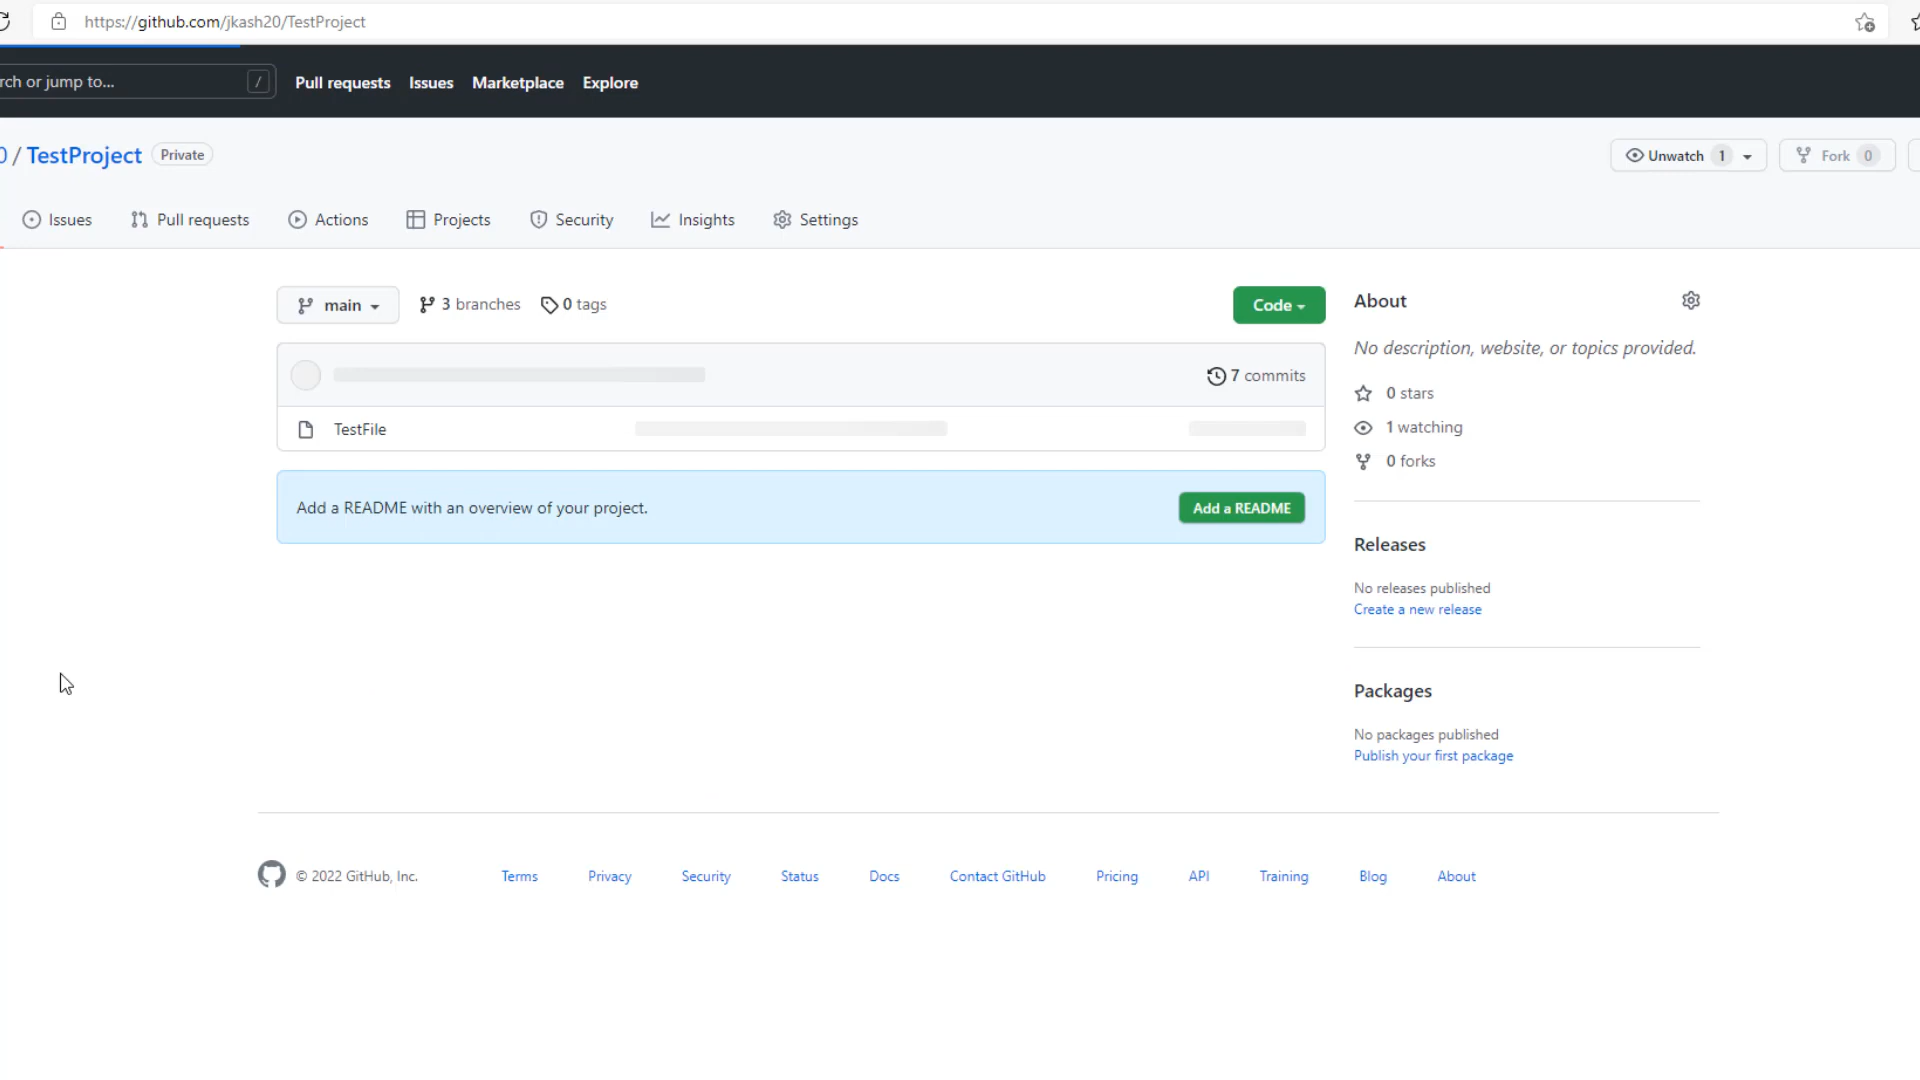 https://github.com/jkash20/TestProject
rch or jump to... / Pull requests Issues Marketplace Explore
0 / TestProject Private Unwatch 1 Fork 0
Issues Pull requests Actions Projects Security Insights Settings
main 3 branches 0 tags Code
7 commits
TestFile
Add a README with an overview of your project. Add a README
About
No description, website, or topics provided.
0 stars
1 watching
0 forks
Releases
No releases published
Create a new release
Packages
No packages published
Publish your first package
© 2022 GitHub, Inc. Terms Privacy Security Status Docs Contact GitHub Pricing API Training Blog About